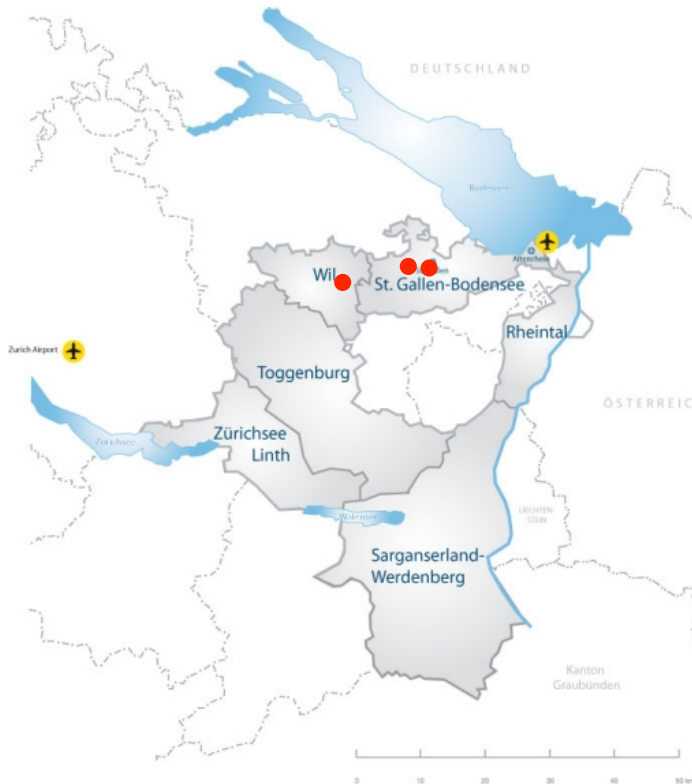 DEUTSCHLAND
Bodensee
Altenrhein
Wil
St. Gallen-Bodensee
Rheintal
Zurich Airport
Toggenburg
ÖSTERREIC
Zürichsee
Zürichsee
Linth
LIECHTEN-
STEIN
Walensee
Sarganserland-
Werdenberg
Kanton
Graubünden
0 10 20 30 40 50 km